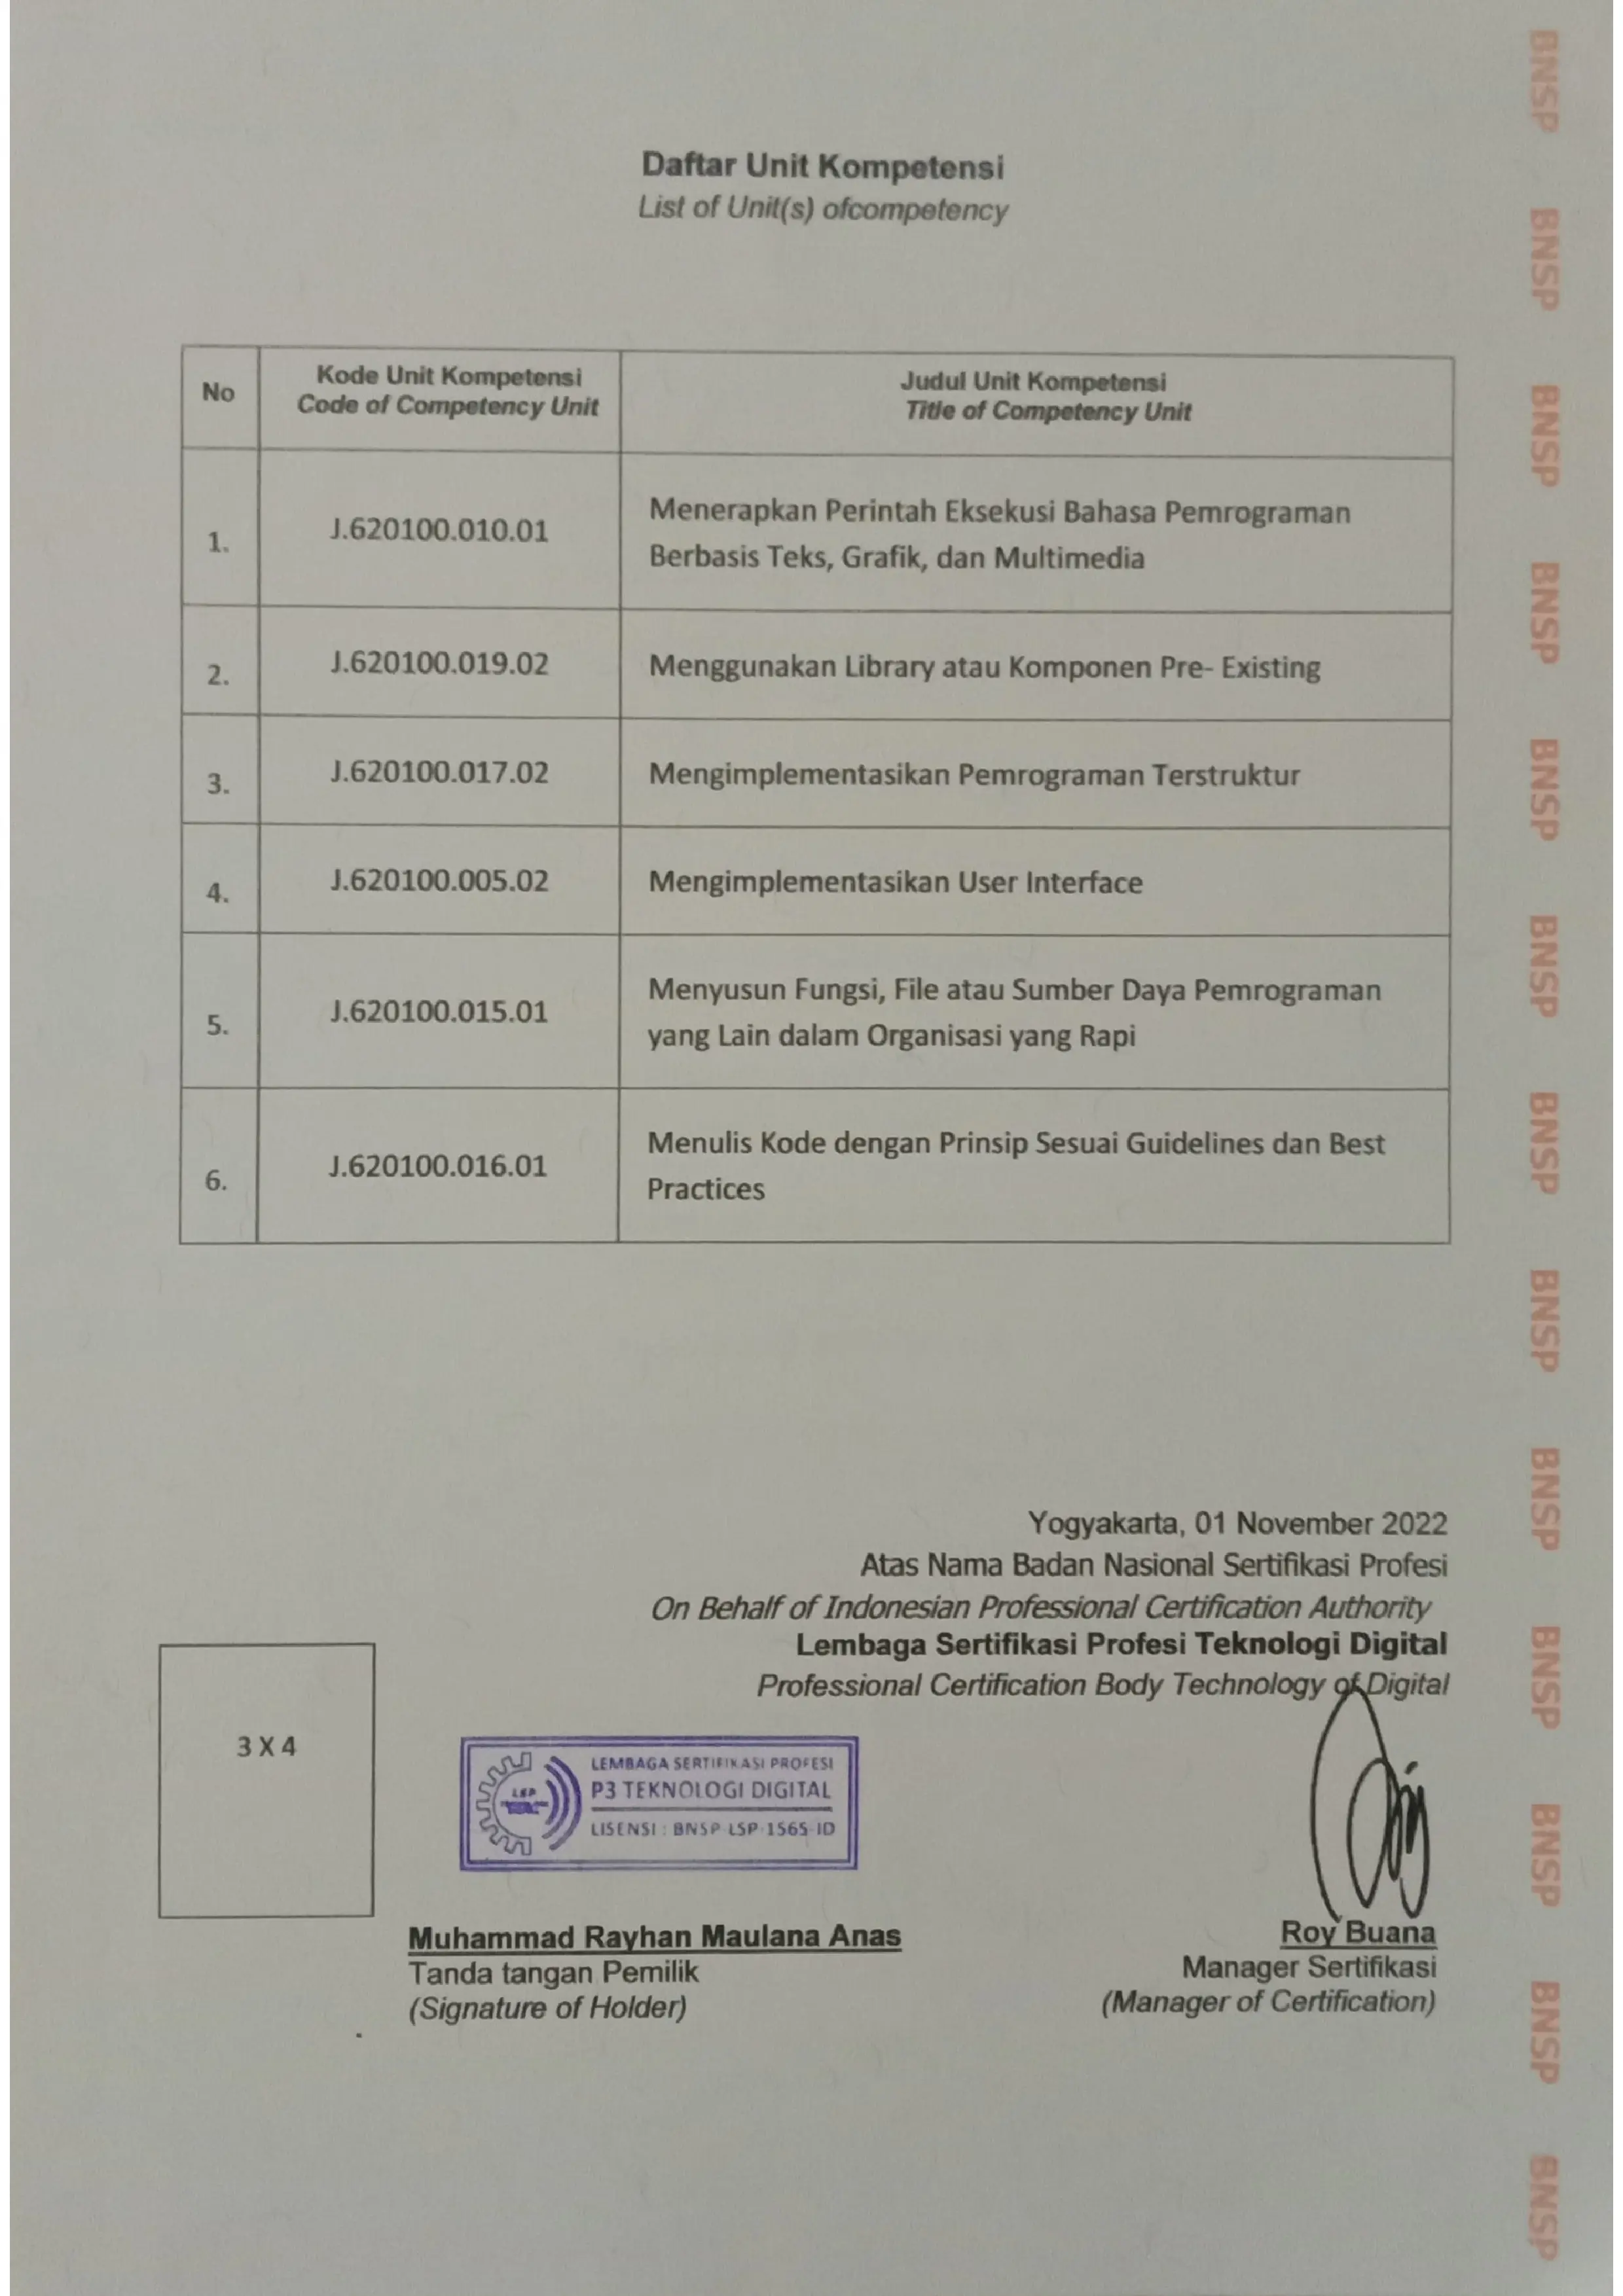 Daftar Unit Kompetensi
List of Unit(s) ofcompetency
No
Kode Unit Kompetensi
Code of Competency Unit
Judul Unit Kompetensi
Title of Competency Unit
1.
J.620100.010.01
Menerapkan Perintah Eksekusi Bahasa Pemrograman
Berbasis Teks, Grafik, dan Multimedia
2.
J.620100.019.02
Menggunakan Library atau Komponen Pre- Existing
3.
J.620100.017.02
Mengimplementasikan Pemrograman Terstruktur
4.
J.620100.005.02
Mengimplementasikan User Interface
5.
J.620100.015.01
Menyusun Fungsi, File atau Sumber Daya Pemrograman
yang Lain dalam Organisasi yang Rapi
6.
J.620100.016.01
Menulis Kode dengan Prinsip Sesuai Guidelines dan Best
Practices
Yogyakarta, 01 November 2022
Atas Nama Badan Nasional Sertifikasi Profesi
On Behalf of Indonesian Professional Certification Authority
Lembaga Sertifikasi Profesi Teknologi Digital
Professional Certification Body Technology of Digital
3 X 4
LSP
LEMBAGA SERTIFIKASI PROFESI
P3 TEKNOLOGI DIGITAL
LISENSI : BNSP-LSP-1565-ID
Muhammad Rayhan Maulana Anas
Tanda tangan Pemilik
(Signature of Holder)
Roy Buana
Manager Sertifikasi
(Manager of Certification)
BNSP
BNSP
BNSP
BNSP
BNSP
BNSP
BNSP
BNSP
BNSP
BNSP
BNSP
BNSP
BNSP